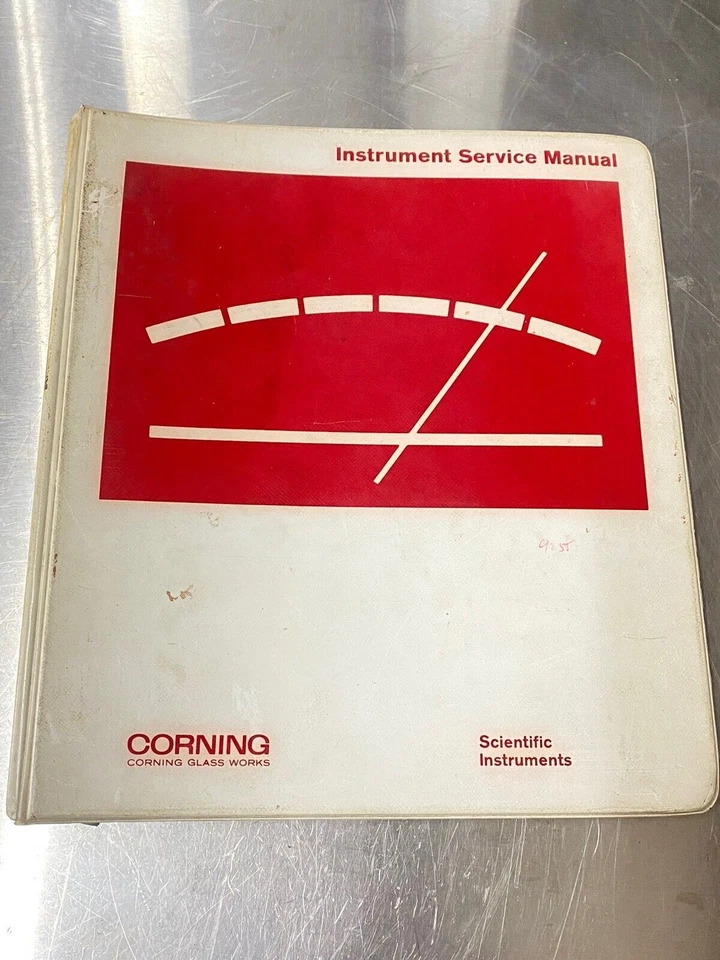 Instrument Service Manual
CORNING
CORNING GLASS WORKS
Scientific
Instruments